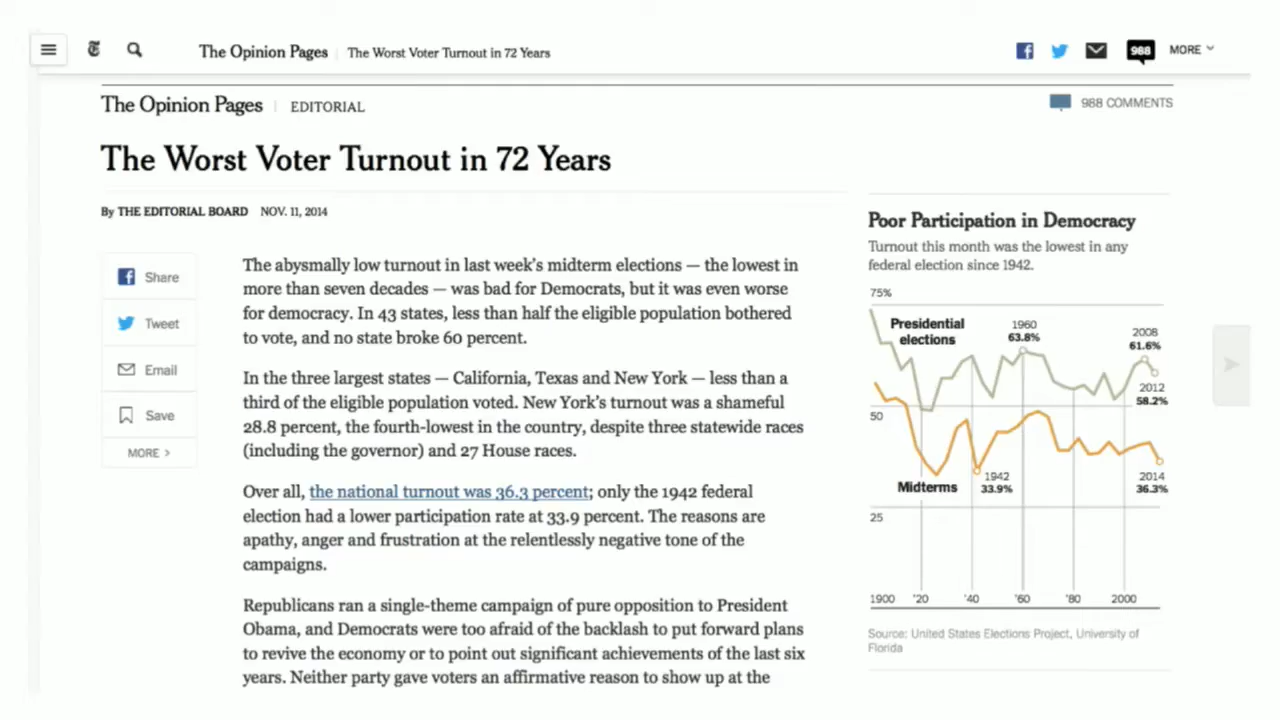 The Opinion Pages | The Worst Voter Turnout in 72 Years
988
MORE
The Opinion Pages | EDITORIAL
988 COMMENTS
The Worst Voter Turnout in 72 Years
By THE EDITORIAL BOARD NOV. 11, 2014
Share
Tweet
Email
Save
MORE >
The abysmally low turnout in last week's midterm elections — the lowest in
more than seven decades — was bad for Democrats, but it was even worse
for democracy. In 43 states, less than half the eligible population bothered
to vote, and no state broke 60 percent.
In the three largest states — California, Texas and New York — less than a
third of the eligible population voted. New York's turnout was a shameful
28.8 percent, the fourth-lowest in the country, despite three statewide races
(including the governor) and 27 House races.
Over all, the national turnout was 36.3 percent; only the 1942 federal
election had a lower participation rate at 33.9 percent. The reasons are
apathy, anger and frustration at the relentlessly negative tone of the
campaigns.
Republicans ran a single-theme campaign of pure opposition to President
Obama, and Democrats were too afraid of the backlash to put forward plans
to revive the economy or to point out significant achievements of the last six
years. Neither party gave voters an affirmative reason to show up at the
Poor Participation in Democracy
Turnout this month was the lowest in any
federal election since 1942.
75%
Presidential
elections
1960
63.8%
2008
61.6%
2012
58.2%
50
Midterms
1942
33.9%
2014
36.3%
25
1900 '20 '40 '60 '80 2000
Source: United States Elections Project, University of
Florida